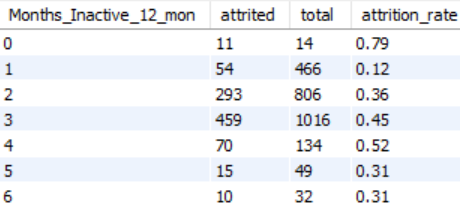 Months_Inactive_12_mon attrited total attrition_rate
0 11 14 0.79
1 54 466 0.12
2 293 806 0.36
3 459 1016 0.45
4 70 134 0.52
5 15 49 0.31
6 10 32 0.31